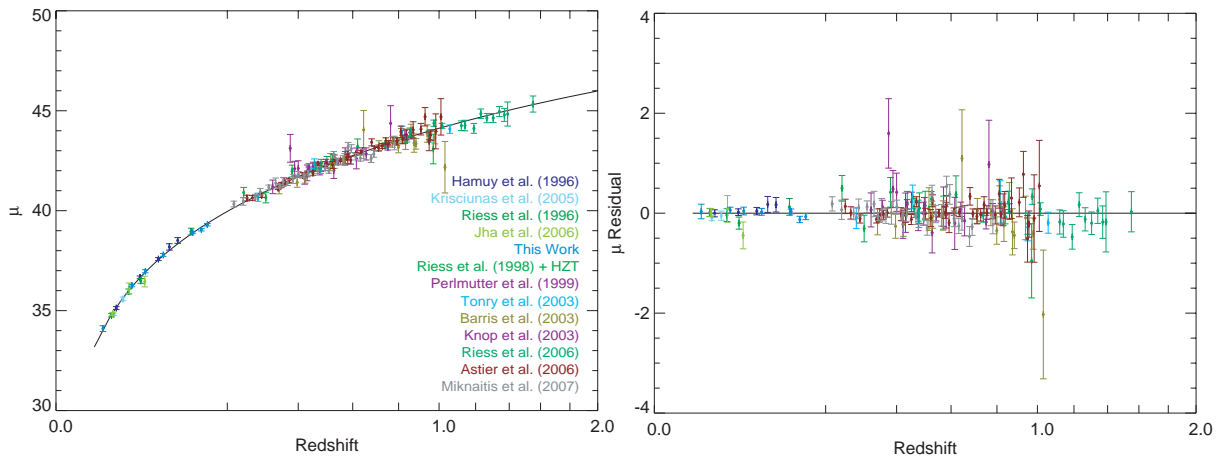 50
45
40
35
30
μ
Hamuy et al. (1996)
Krisciunas et al. (2005)
Riess et al. (1996)
Jha et al. (2006)
This Work
Riess et al. (1998) + HZT
Perlmutter et al. (1999)
Tonry et al. (2003)
Barris et al. (2003)
Knop et al. (2003)
Riess et al. (2006)
Astier et al. (2006)
Miknaitis et al. (2007)
0.0 1.0 2.0
Redshift
4
2
0
-2
-4
μ Residual
0.0 1.0 2.0
Redshift